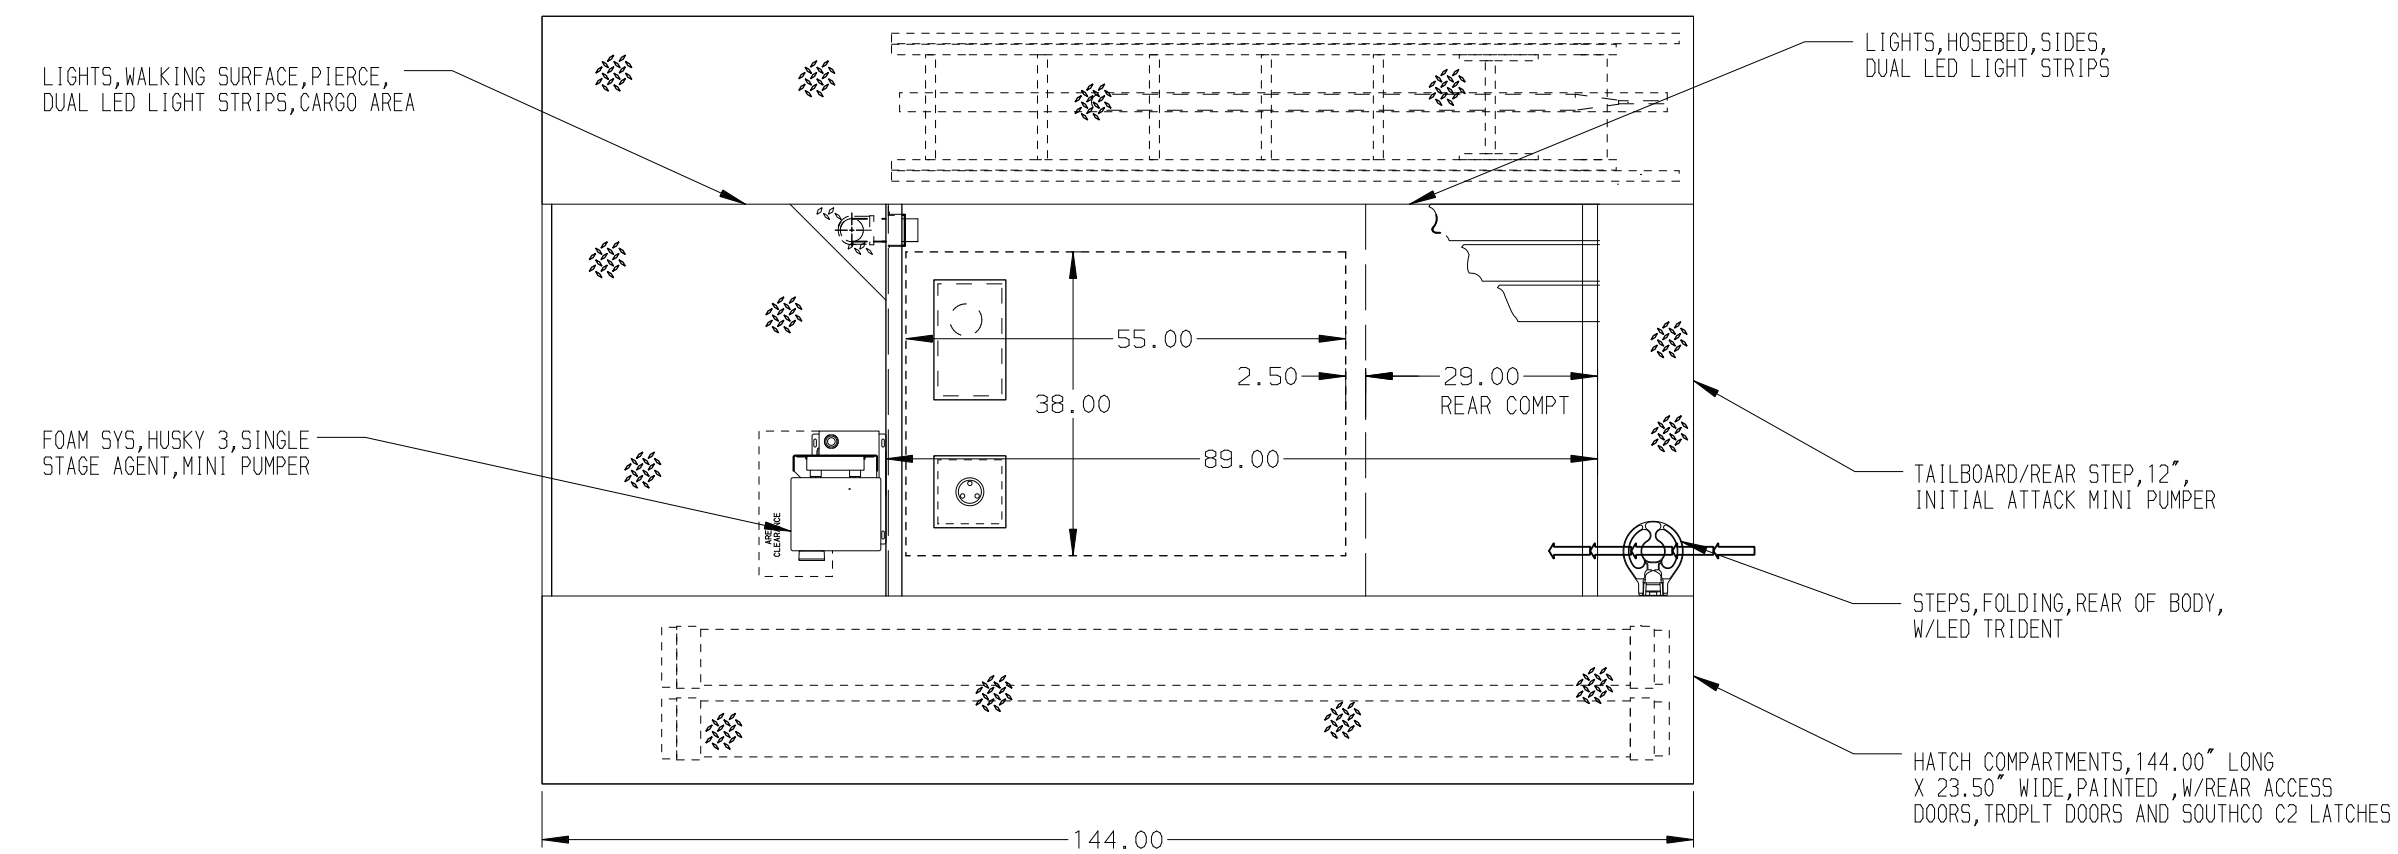 LIGHTS,WALKING SURFACE,PIERCE,
DUAL LED LIGHT STRIPS,CARGO AREA
LIGHTS,HOSEBED,SIDES,
DUAL LED LIGHT STRIPS
55.00
2.50
29.00
REAR COMPT
38.00
FOAM SYS,HUSKY 3,SINGLE
STAGE AGENT,MINI PUMPER
89.00
TAILBOARD/REAR STEP,12",
INITIAL ATTACK MINI PUMPER
CLEARANCE
STEPS,FOLDING,REAR OF BODY,
W/LED TRIDENT
HATCH COMPARTMENTS,144.00" LONG
X 23.50" WIDE,PAINTED ,W/REAR ACCESS
DOORS,TRDPLT DOORS AND SOUTHCO C2 LATCHES
144.00